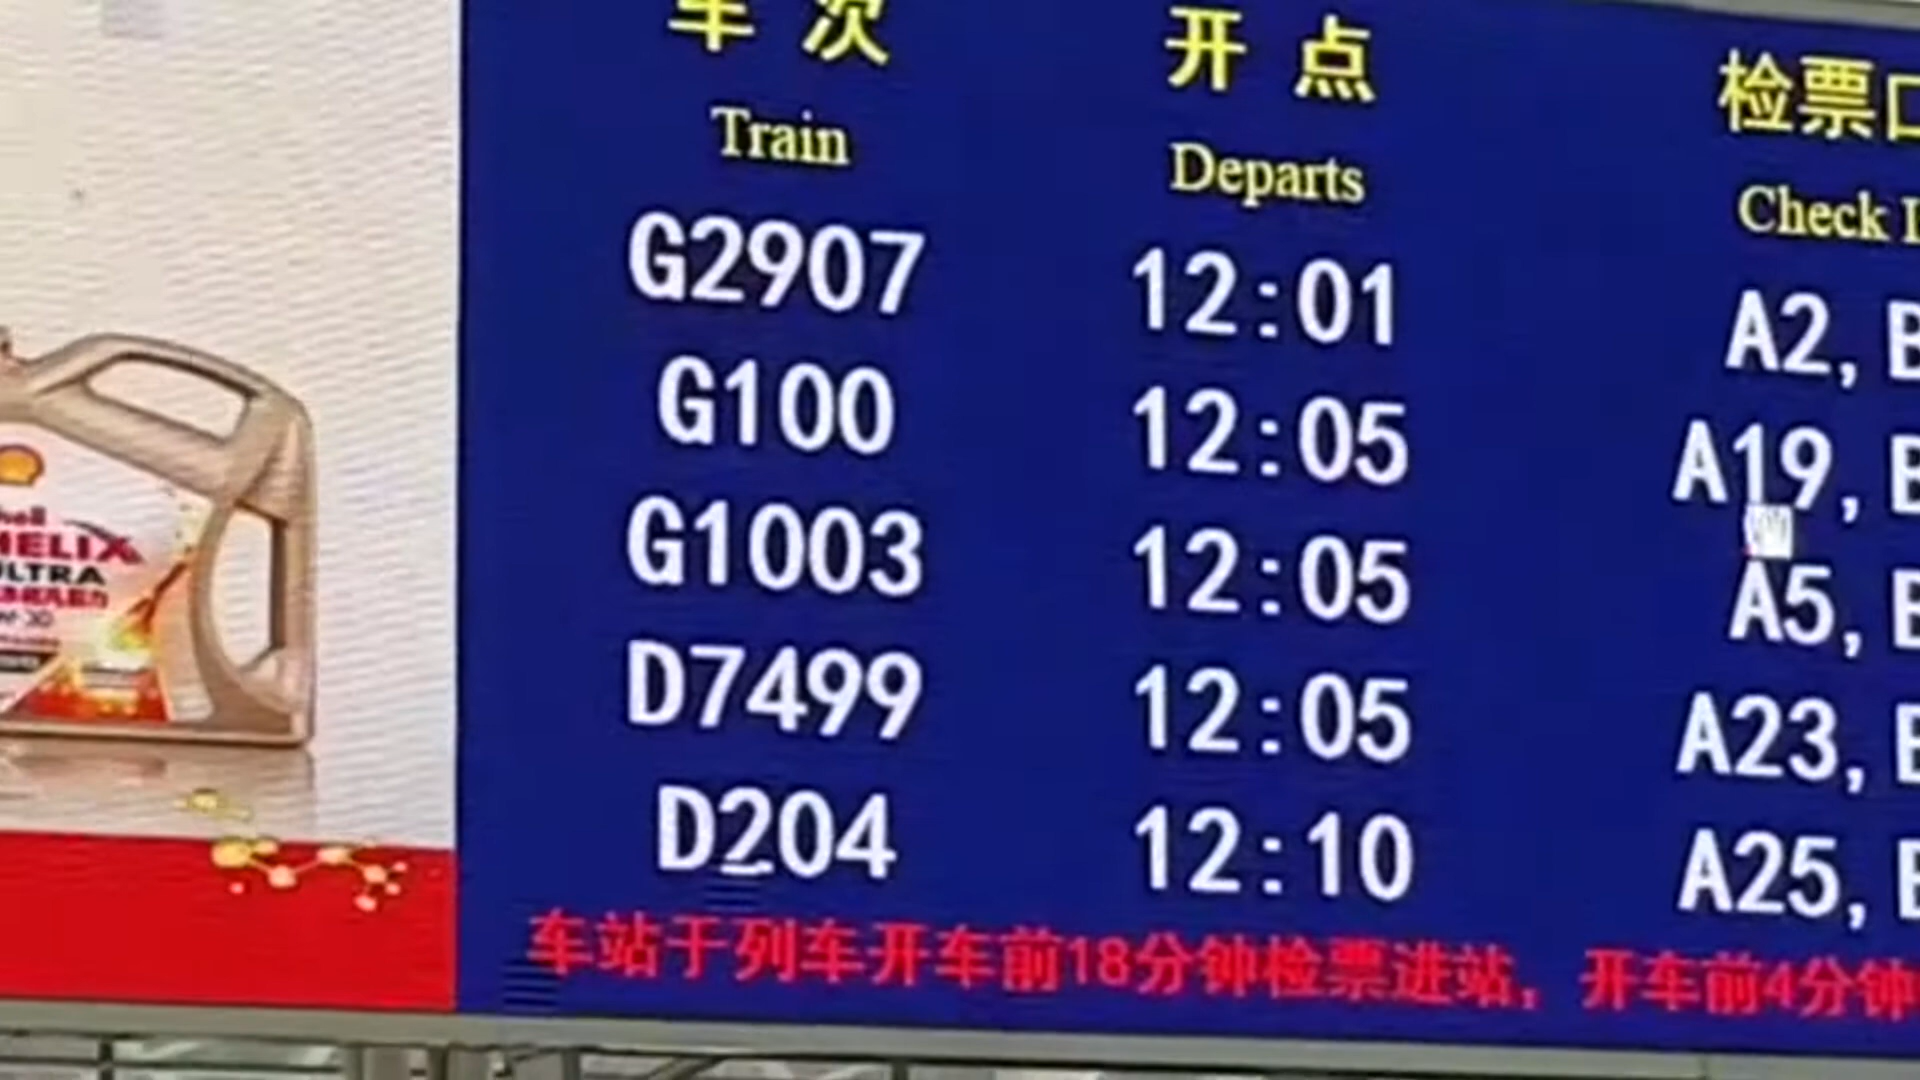 车次 开点 检票口
Train Departs Check I
G2907 12:01 A2, B
G100 12:05 A19, B
G1003 12:05 A5, B
D7499 12:05 A23, B
D204 12:10 A25, B
车站于列车开车前18分钟检票进站，开车前4分钟
HELIX
ULTRA